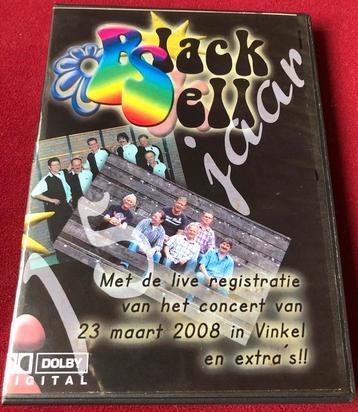 Black
15 jaar
Met de live registratie
van het concert van
23 maart 2008 in Vinkel
en extra's!!
DOLBY
DIGITAL